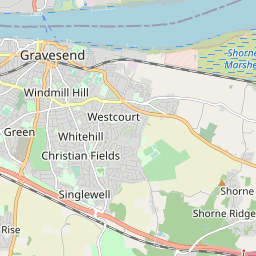 Gravesend
Shorne
Marshes
Windmill Hill
Westcourt
Green
Whitehill
Christian Fields
Singlewell
Shorne
Shorne Ridge
Rise